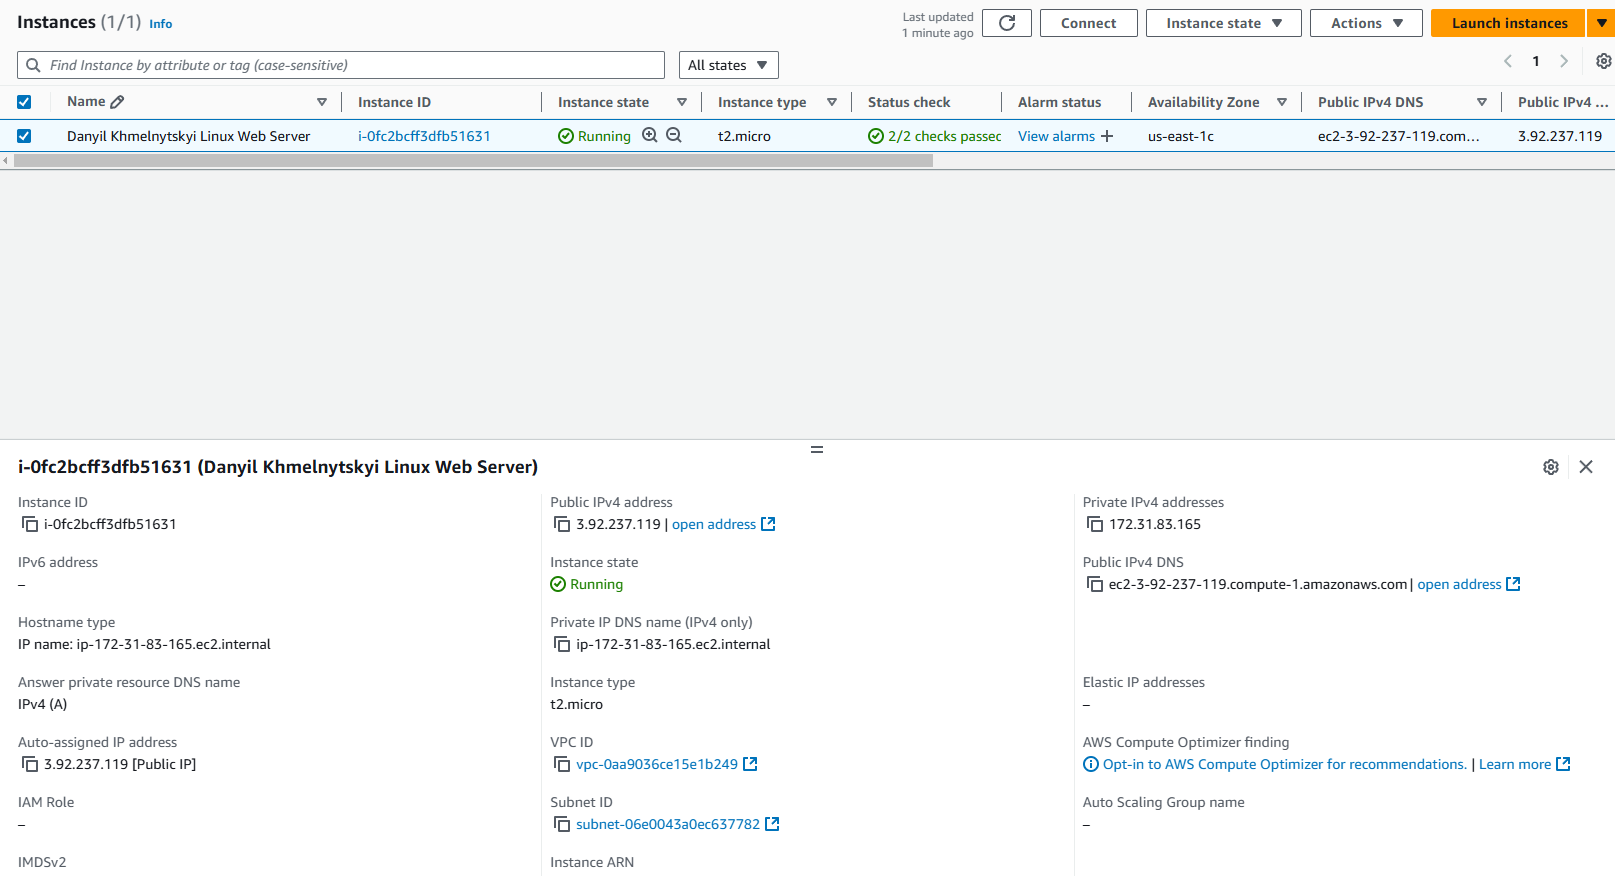 Instances (1/1) Info
Last updated
1 minute ago
Connect
Instance state
Actions
Launch instances
Find Instance by attribute or tag (case-sensitive)
All states
1
Name Instance ID Instance state Instance type Status check Alarm status Availability Zone Public IPv4 DNS Public IPv4 ...
Danyil Khmelnytskyi Linux Web Server i-0fc2bcff3dfb51631 Running t2.micro 2/2 checks passec View alarms + us-east-1c ec2-3-92-237-119.com... 3.92.237.119
i-0fc2bcff3dfb51631 (Danyil Khmelnytskyi Linux Web Server)
Instance ID
i-0fc2bcff3dfb51631
Public IPv4 address
3.92.237.119 | open address
Private IPv4 addresses
172.31.83.165
IPv6 address
–
Instance state
Running
Public IPv4 DNS
ec2-3-92-237-119.compute-1.amazonaws.com | open address
Hostname type
IP name: ip-172-31-83-165.ec2.internal
Private IP DNS name (IPv4 only)
ip-172-31-83-165.ec2.internal
Answer private resource DNS name
IPv4 (A)
Instance type
t2.micro
Elastic IP addresses
–
Auto-assigned IP address
3.92.237.119 [Public IP]
VPC ID
vpc-0aa9036ce15e1b249
AWS Compute Optimizer finding
Opt-in to AWS Compute Optimizer for recommendations. | Learn more
IAM Role
–
Subnet ID
subnet-06e0043a0ec637782
Auto Scaling Group name
–
IMDSv2
Instance ARN